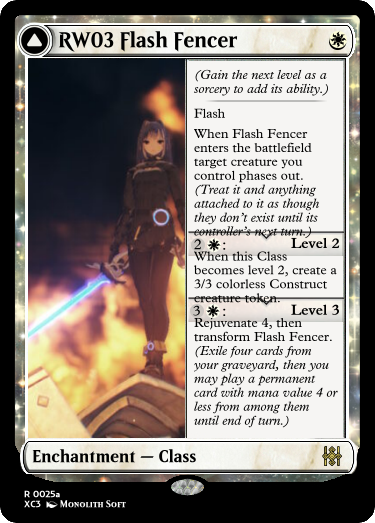 RW03 Flash Fencer
(Gain the next level as a
sorcery to add its ability.)
Flash
When Flash Fencer
enters the battlefield
target creature you
control phases out.
(Treat it and anything
attached to it as though
they don't exist until its
controller's next turn.)
2 : Level 2
When this Class
becomes level 2, create a
3/3 colorless Construct
creature token.
3 : Level 3
Rejuvenate 4, then
transform Flash Fencer.
(Exile four cards from
your graveyard, then you
may play a permanent
card with mana value 4 or
less from among them
until end of turn.)
Enchantment — Class
R 0025a
XC3 Monolith Soft